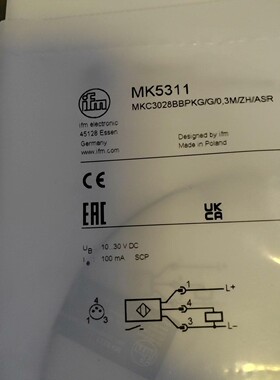 ifm
ifm electronic
45128 Essen
Germany
www.ifm.com
MK5311
MKC3028BBPKG/G/0,3M/ZH/ASR
Designed by ifm
Made in Poland
CE
EAC
UK
CA
UB 10...30 V DC
Ie 100 mA SCP
4
3 1
1 L+
4
3 L–